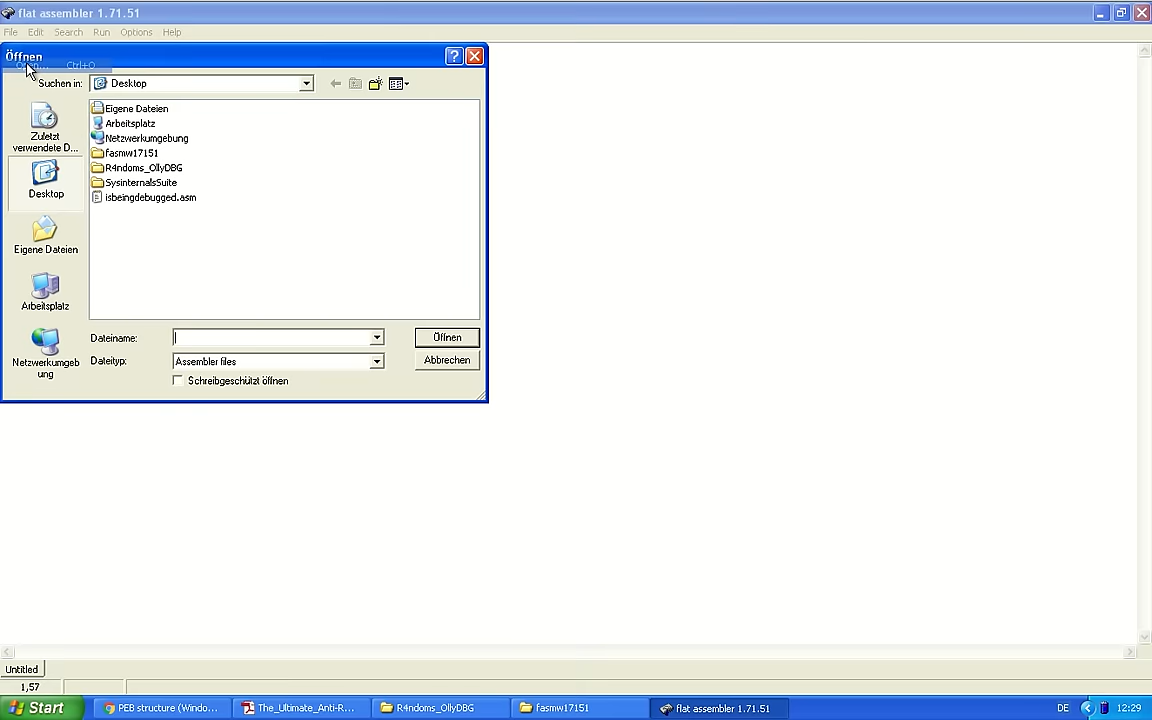 flat assembler 1.71.51
File Edit Search Run Options Help
Öffnen
Open... Ctrl+O
Suchen in: Desktop
Zuletzt
verwendete D...
Desktop
Eigene Dateien
Arbeitsplatz
Netzwerkumgeb
ung
Eigene Dateien
Arbeitsplatz
Netzwerkumgebung
fasmw17151
R4ndoms_OllyDBG
SysinternalsSuite
isbeingdebugged.asm
Dateiname: Öffnen
Dateityp: Assembler files Abbrechen
Schreibgeschützt öffnen
Untitled
1,57
Start PEB structure (Windo... The_Ultimate_Anti-R... R4ndoms_OllyDBG fasmw17151 flat assembler 1.71.51 DE 12:29